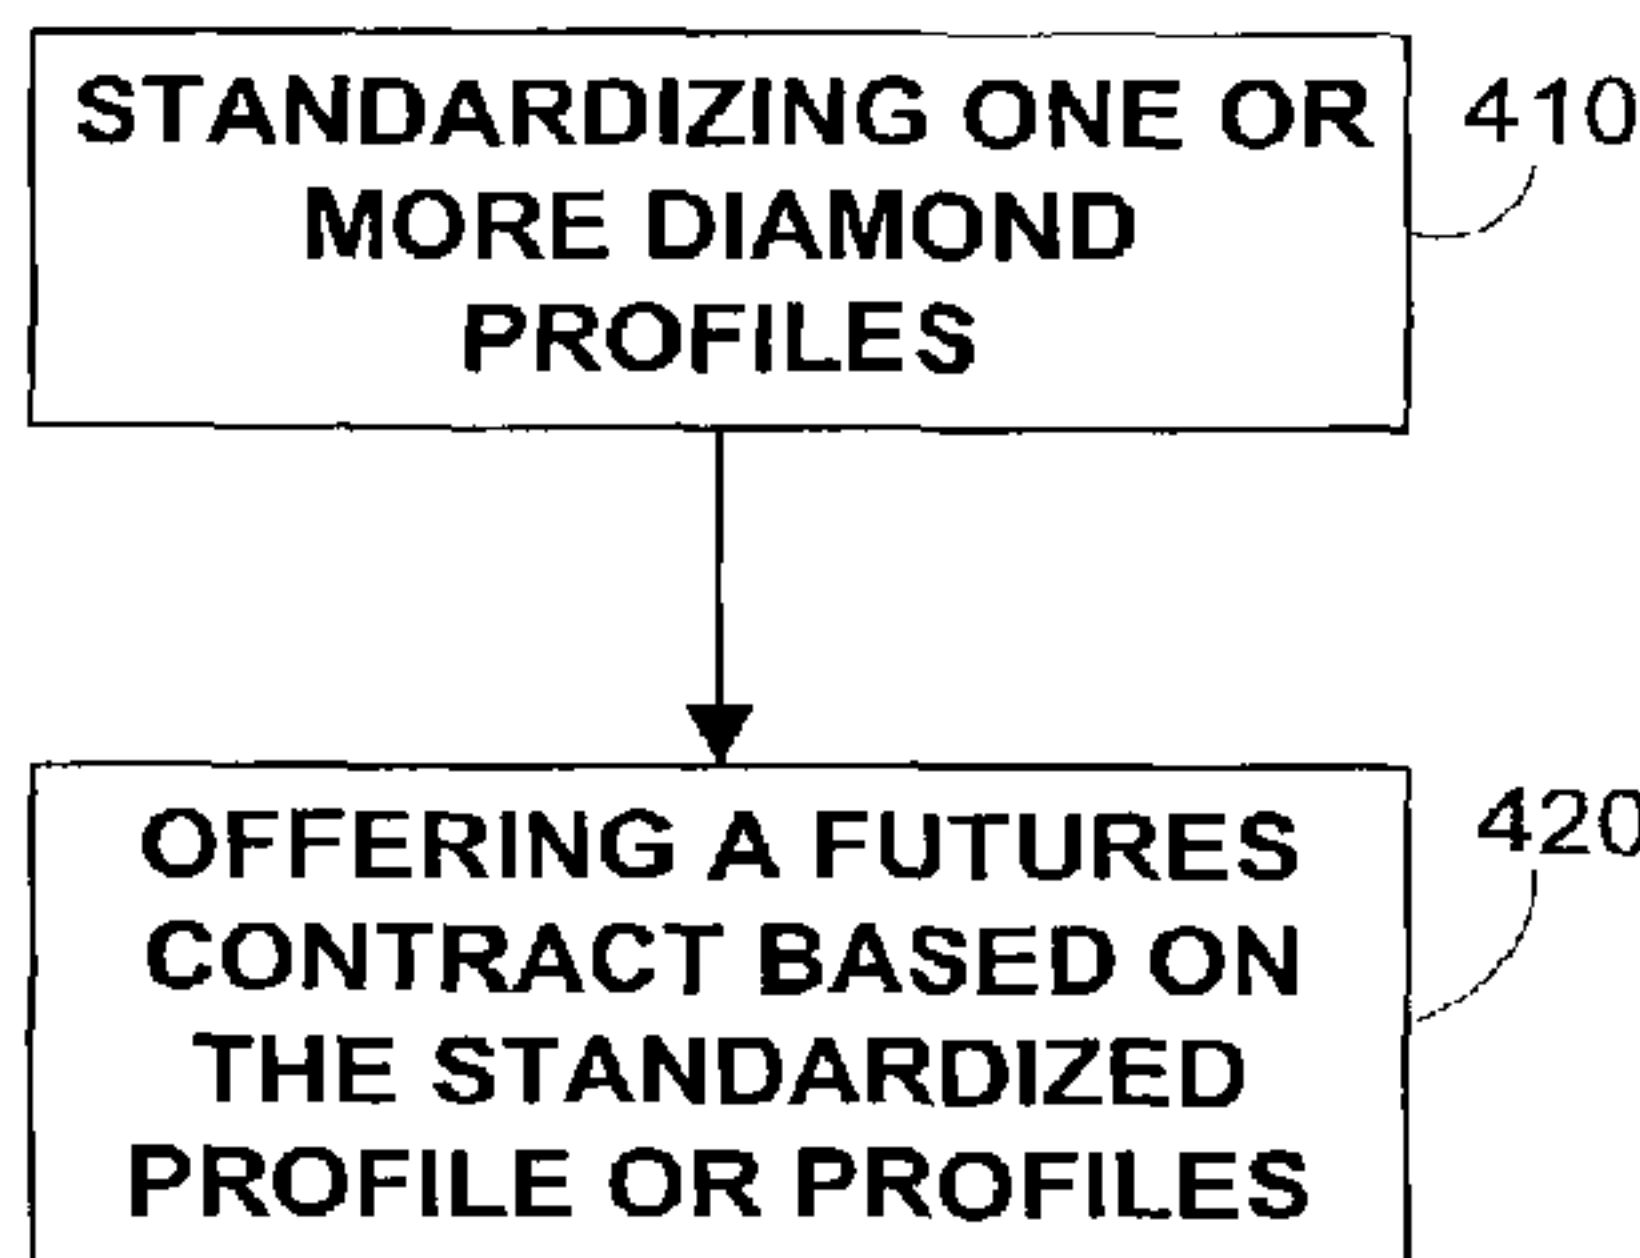 STANDARDIZING ONE OR
MORE DIAMOND
PROFILES
410
OFFERING A FUTURES
CONTRACT BASED ON
THE STANDARDIZED
PROFILE OR PROFILES
420